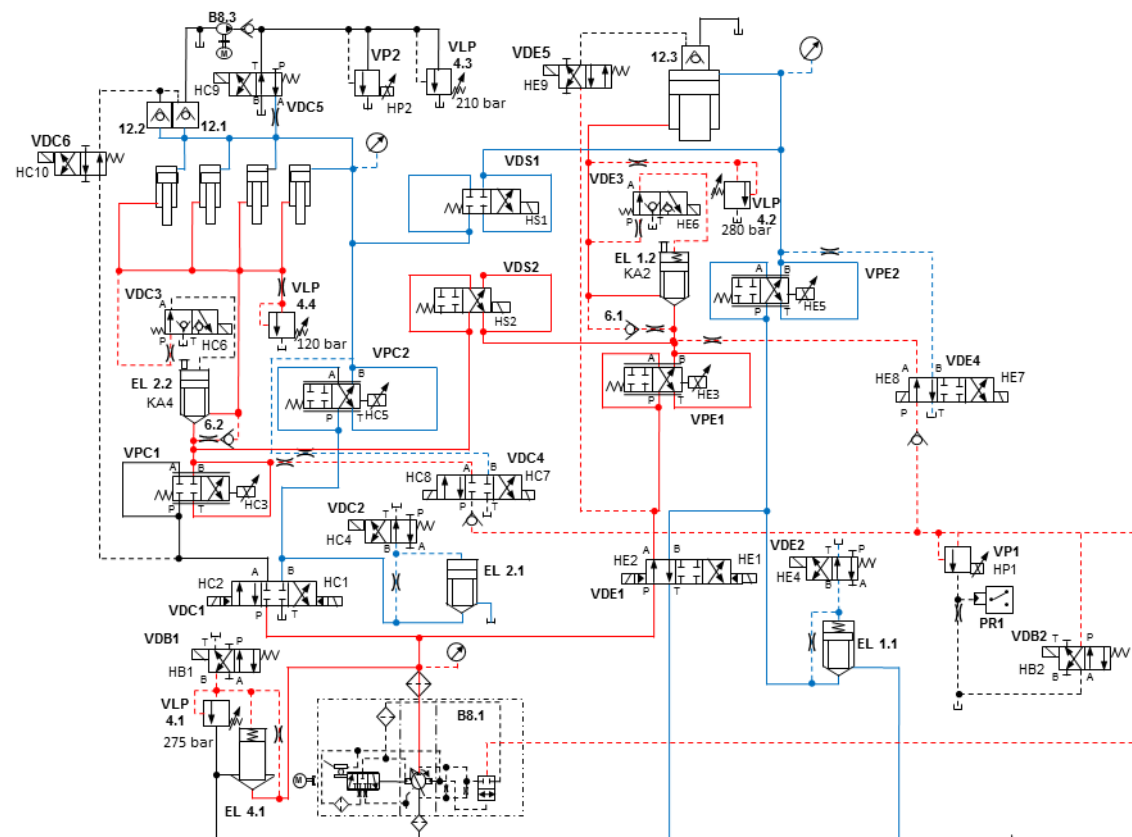 B8.3
M
VP2
VLP
4.3
T P
HC9
B A
VDC5
HP2
210 bar
VDE5
HE9
12.3
12.2
12.1
VDC6
HC10
VDS1
HS1
VDE3
A
P T
HE6
VLP
4.2
280 bar
EL 1.2
KA2
VDS2
HS2
A B
VPE2
HE5
P T
VDC3
A
P T
HC6
VLP
4.4
120 bar
6.1
VPC2
A B
HC5
P T
EL 2.2
KA4
A B
HE3
P T
VPE1
A B
VDE4
HE8
HE7
P T
6.2
VPC1
A B
HC3
P T
A B
VDC4
HC8
HC7
P T
VDC2
T P
HC4
B A
EL 2.1
A B
HC2
HC1
P T
VDC1
A B
HE2
HE1
P T
VDE1
VDE2
T P
HE4
B A
VP1
HP1
PR1
EL 1.1
VDB1
T P
HB1
B A
VDB2
T P
HB2
B A
VLP
4.1
275 bar
B8.1
M
EL 4.1